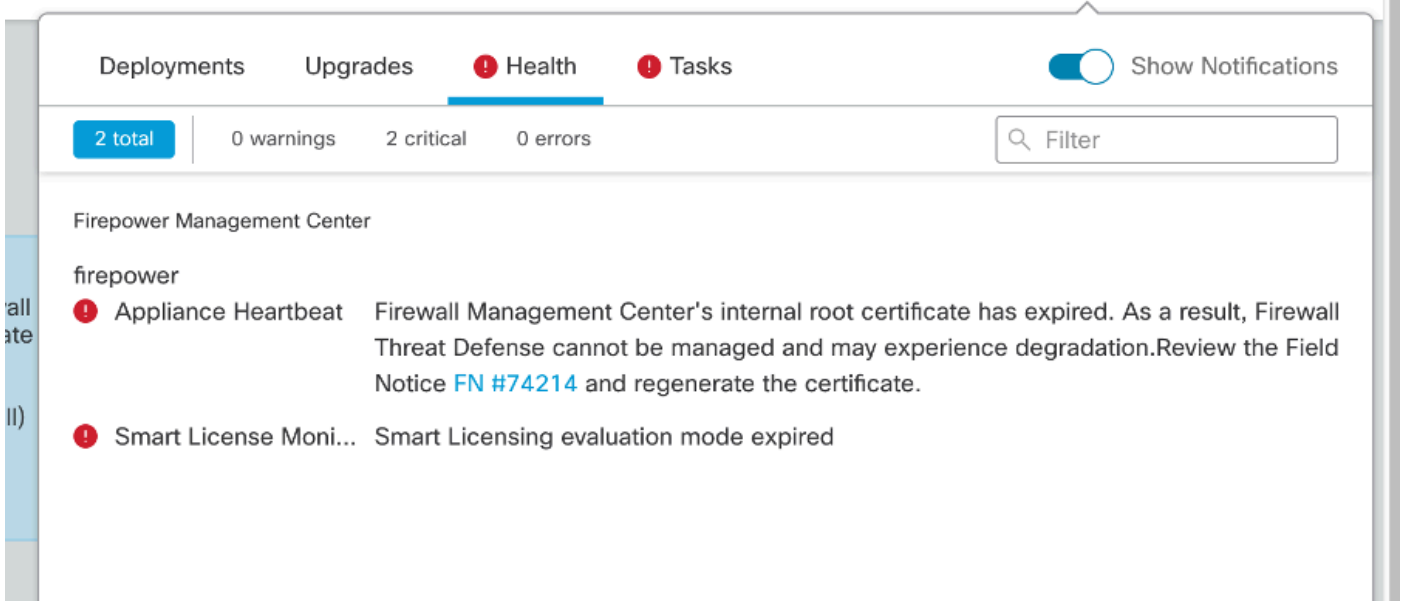 Deployments Upgrades Health Tasks Show Notifications
2 total 0 warnings 2 critical 0 errors Filter
Firepower Management Center
firepower
Appliance Heartbeat Firewall Management Center's internal root certificate has expired. As a result, Firewall
Threat Defense cannot be managed and may experience degradation.Review the Field
Notice FN #74214 and regenerate the certificate.
Smart License Moni... Smart Licensing evaluation mode expired